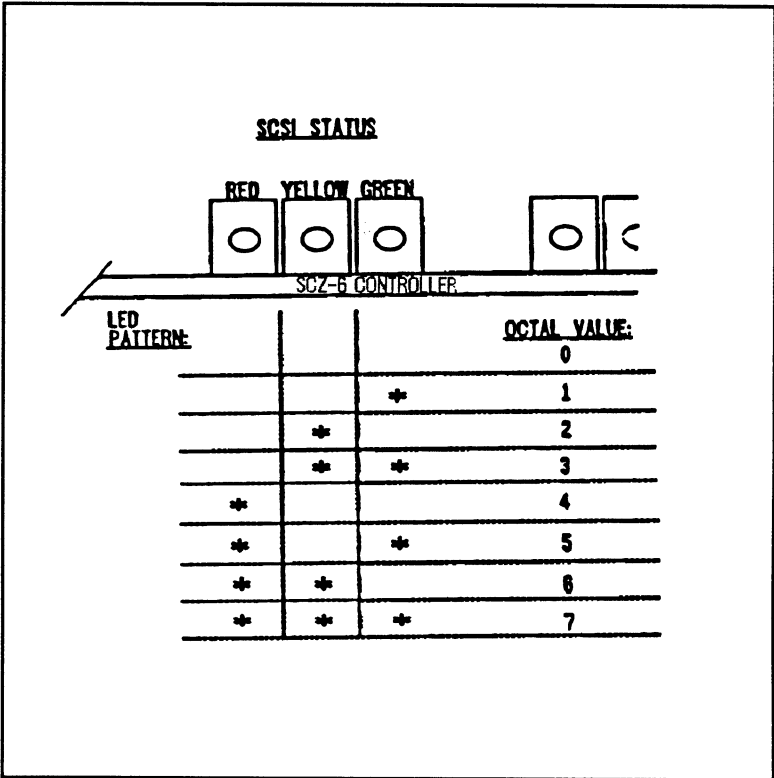 SCSI STATUS
RED YELLOW GREEN
SCZ-6 CONTROLLER
LED
PATTERN:
OCTAL VALUE:
0
* 1
* 2
* * 3
* 4
* * 5
* * 6
* * * 7